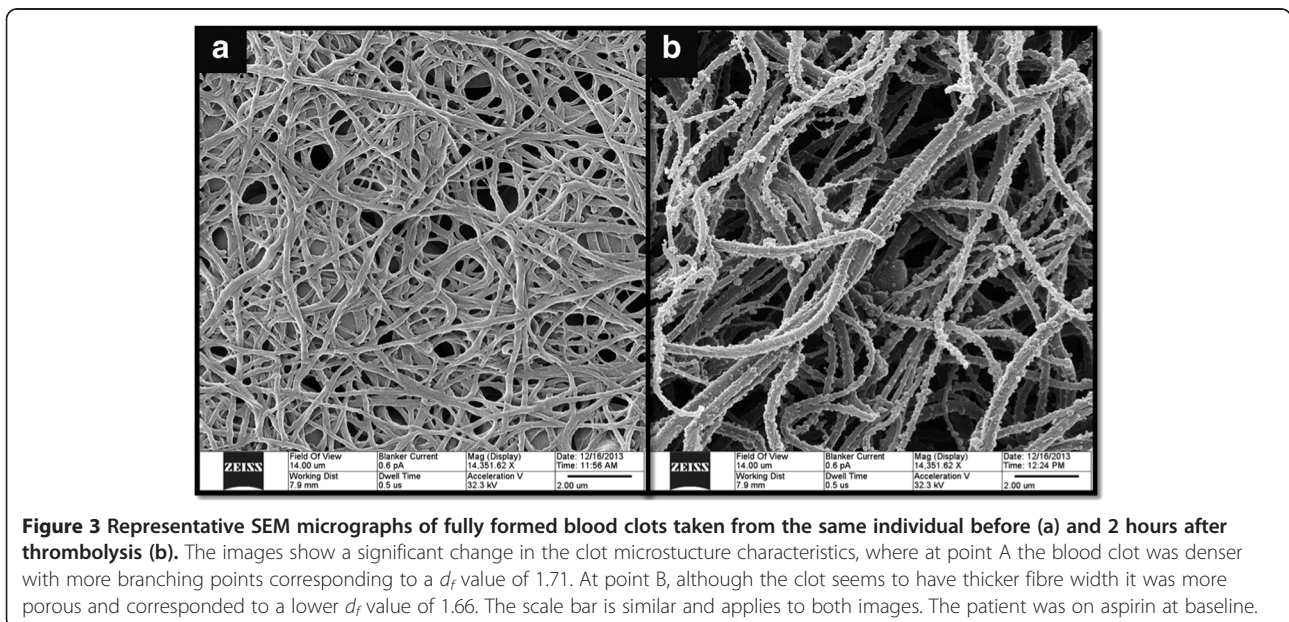 a
b
ZEISS
Field Of View
14.00 um
Working Dist
7.9 mm
Blanker Current
0.6 pA
Dwell Time
0.5 us
Mag (Display)
14,351.62 X
Acceleration V
32.3 kV
Date: 12/16/2013
Time: 11:56 AM
2.00 um
ZEISS
Field Of View
14.00 um
Working Dist
7.9 mm
Blanker Current
0.6 pA
Dwell Time
0.5 us
Mag (Display)
14,351.62 X
Acceleration V
32.3 kV
Date: 12/16/2013
Time: 12:24 PM
2.00 um
Figure 3 Representative SEM micrographs of fully formed blood clots taken from the same individual before (a) and 2 hours after
thrombolysis (b). The images show a significant change in the clot microstucture characteristics, where at point A the blood clot was denser
with more branching points corresponding to a df value of 1.71. At point B, although the clot seems to have thicker fibre width it was more
porous and corresponded to a lower df value of 1.66. The scale bar is similar and applies to both images. The patient was on aspirin at baseline.